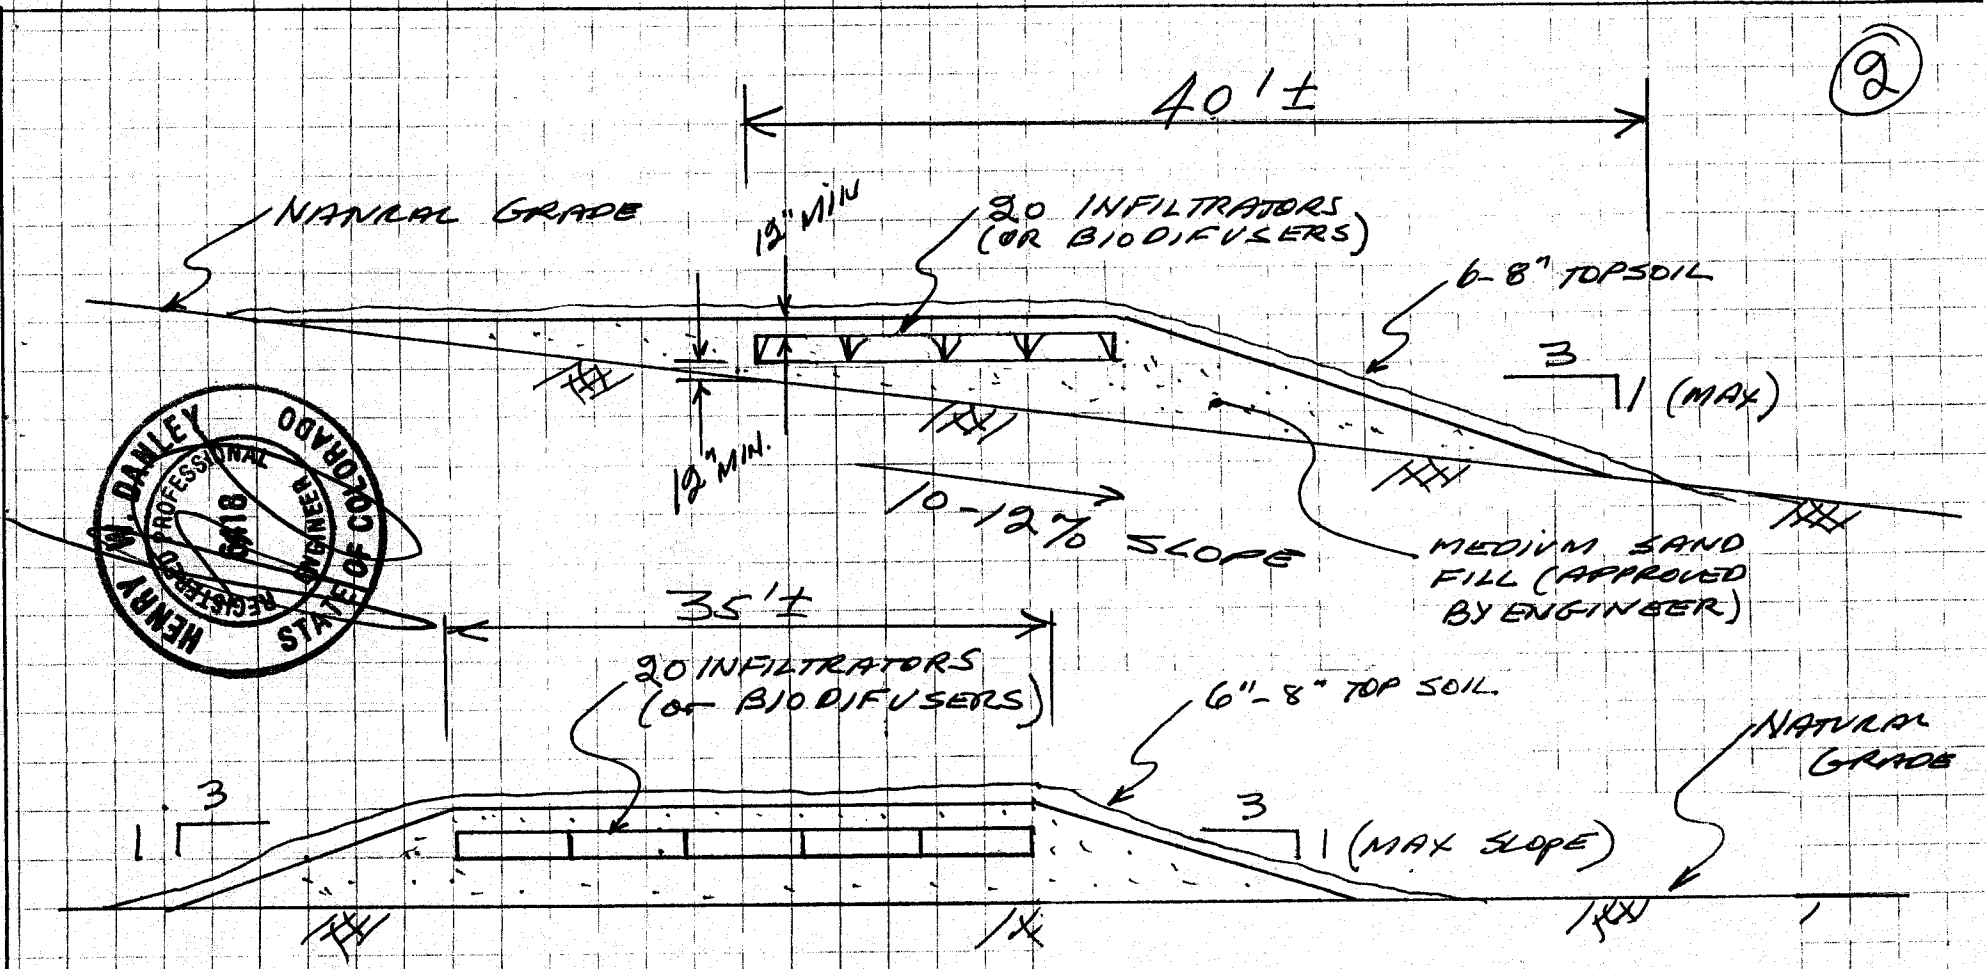 2
40'±
NATURAL GRADE
12" MIN
20 INFILTRATORS
(OR BIODIFUSERS)
6-8" TOPSOIL
3
1 (MAX)
12" MIN.
10-12% SLOPE
MEDIUM SAND
FILL (APPROVED
BY ENGINEER)
HENRY W. DANLEY
STATE OF COLORADO
REGISTERED PROFESSIONAL
ENGINEER
35'±
20 INFILTRATORS
(or BIODIFUSERS)
6"-8" TOP SOIL
NATURAL
GRADE
3
1
3
1 (MAX SLOPE)